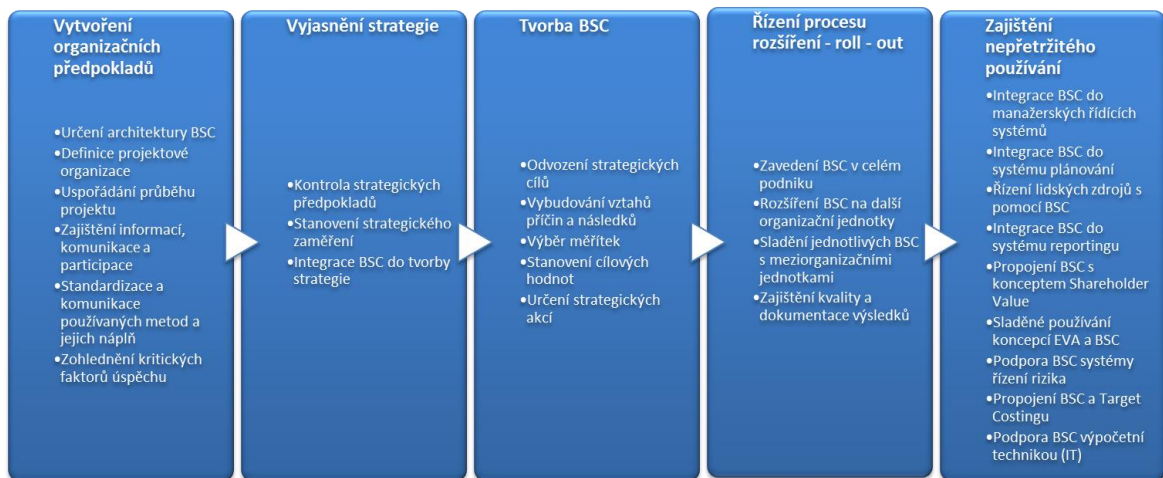 Vytvoření
organizačních
předpokladů
•Určení architektury BSC
•Definice projektové
organizace
•Uspořádání průběhu
projektu
•Zajištění informací,
komunikace a
participace
•Standardizace a
komunikace
používaných metod a
jejich náplň
•Zohlednění kritických
faktorů úspěchu
Vyjasnění strategie
•Kontrola strategických
předpokladů
•Stanovení strategického
zaměření
•Integrace BSC do tvorby
strategie
Tvorba BSC
•Odvození strategických
cílů
•Vybudování vztahů
příčin a následků
•Výběr měřítek
•Stanovení cílových
hodnot
•Určení strategických
akcí
Řízení procesu
rozšíření - roll - out
•Zavedení BSC v celém
podniku
•Rozšíření BSC na další
organizační jednotky
•Sladění jednotlivých BSC
s meziorganizačními
jednotkami
•Zajištění kvality a
dokumentace výsledků
Zajištění
nepřetržitého
používání
•Integrace BSC do
manažerských řídících
systémů
•Integrace BSC do
systému plánování
•Řízení lidských zdrojů s
pomocí BSC
•Integrace BSC do
systému reportingu
•Propojení BSC s
konceptem Shareholder
Value
•Sladěné používání
koncepcí EVA a BSC
•Podpora BSC systémy
řízení rizika
•Propojení BSC a Target
Costingu
•Podpora BSC výpočetní
technikou (IT)